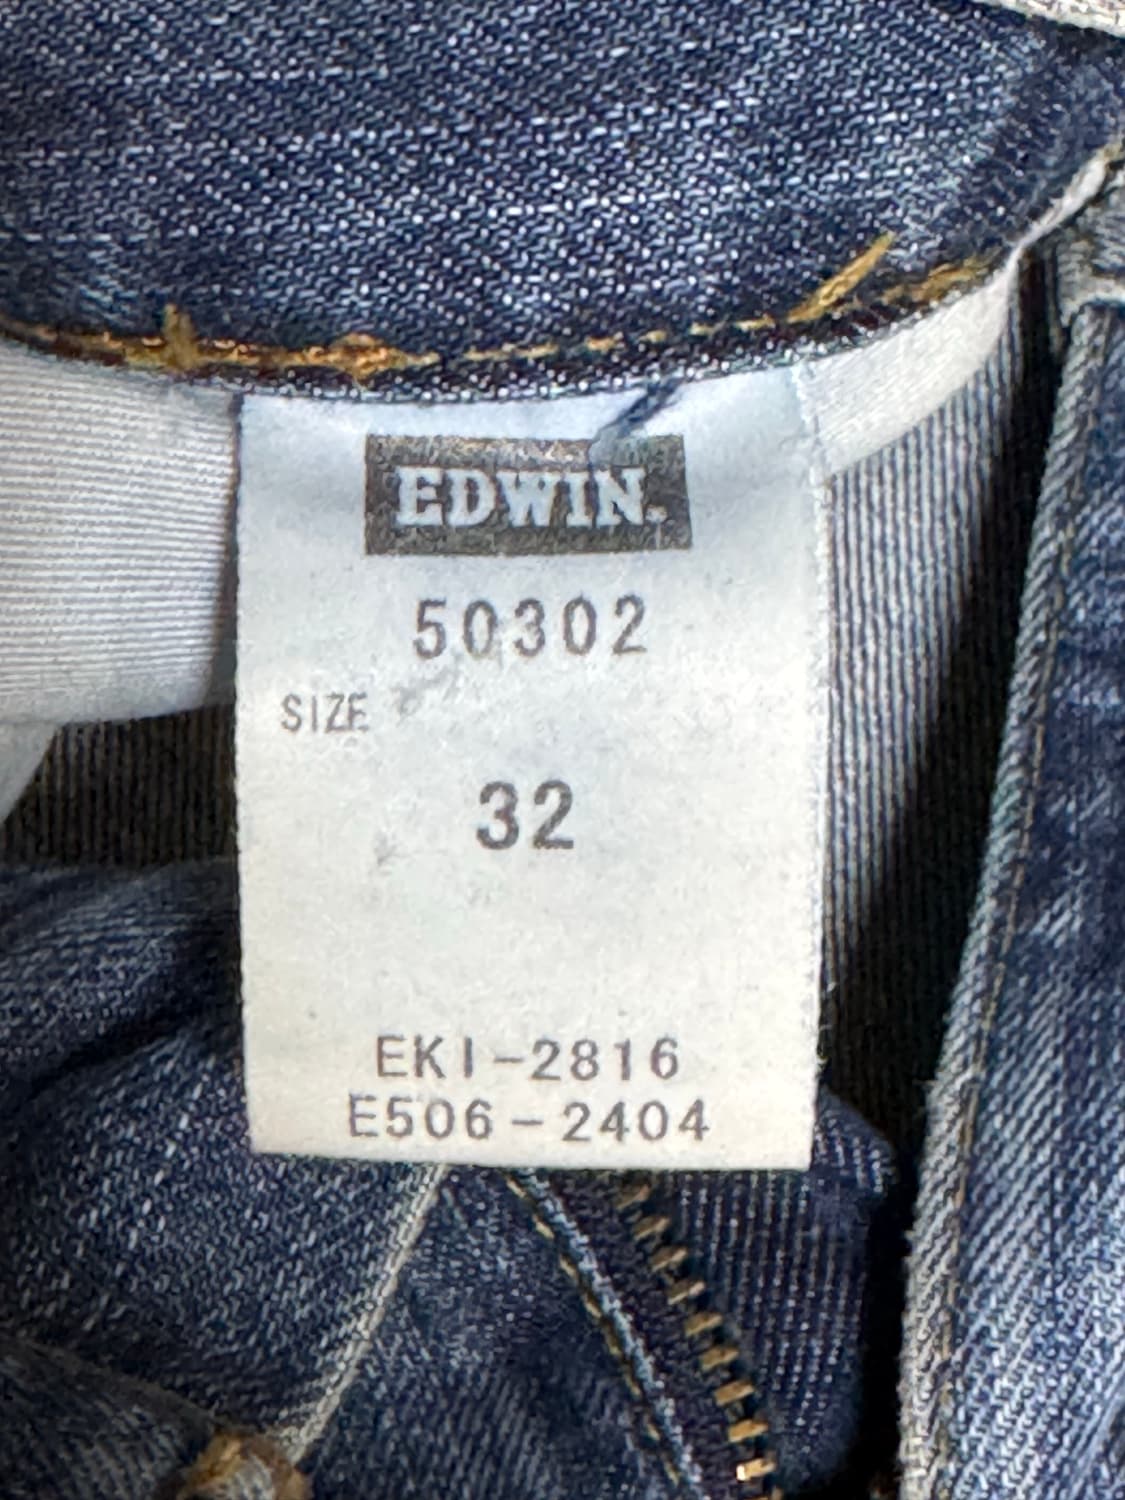 EDWIN.
50302
SIZE
32
EKI-2816
E506-2404